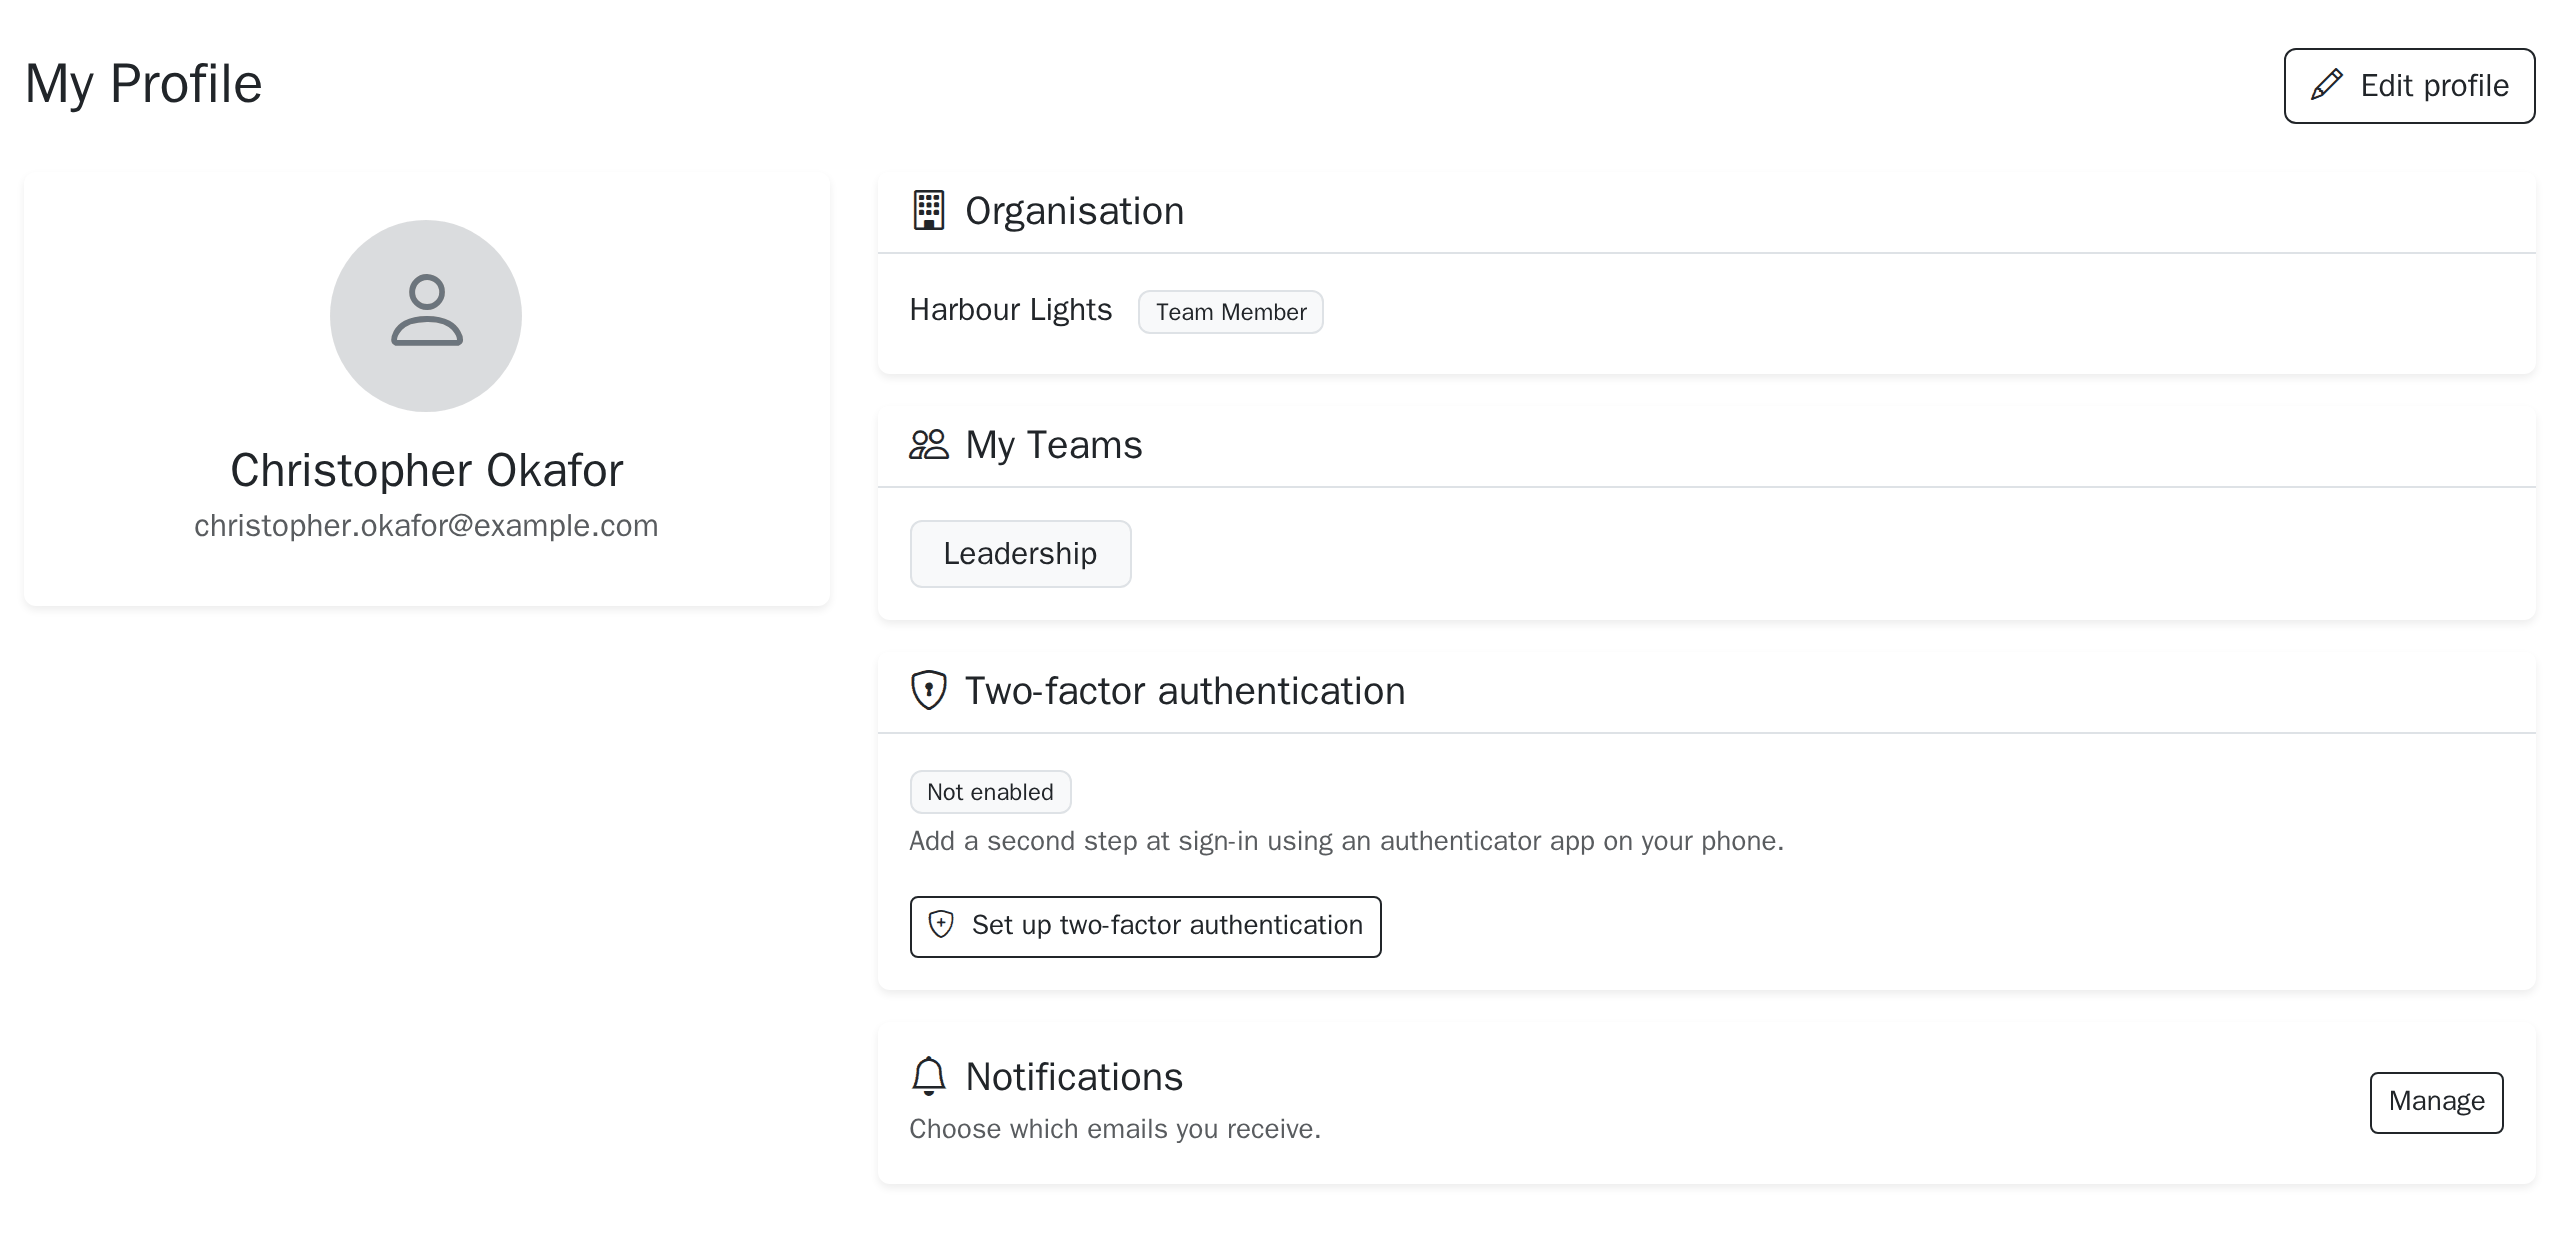 My Profile
Edit profile
Christopher Okafor
christopher.okafor@example.com
Organisation
Harbour Lights
Team Member
My Teams
Leadership
Two-factor authentication
Not enabled
Add a second step at sign-in using an authenticator app on your phone.
Set up two-factor authentication
Notifications
Choose which emails you receive.
Manage